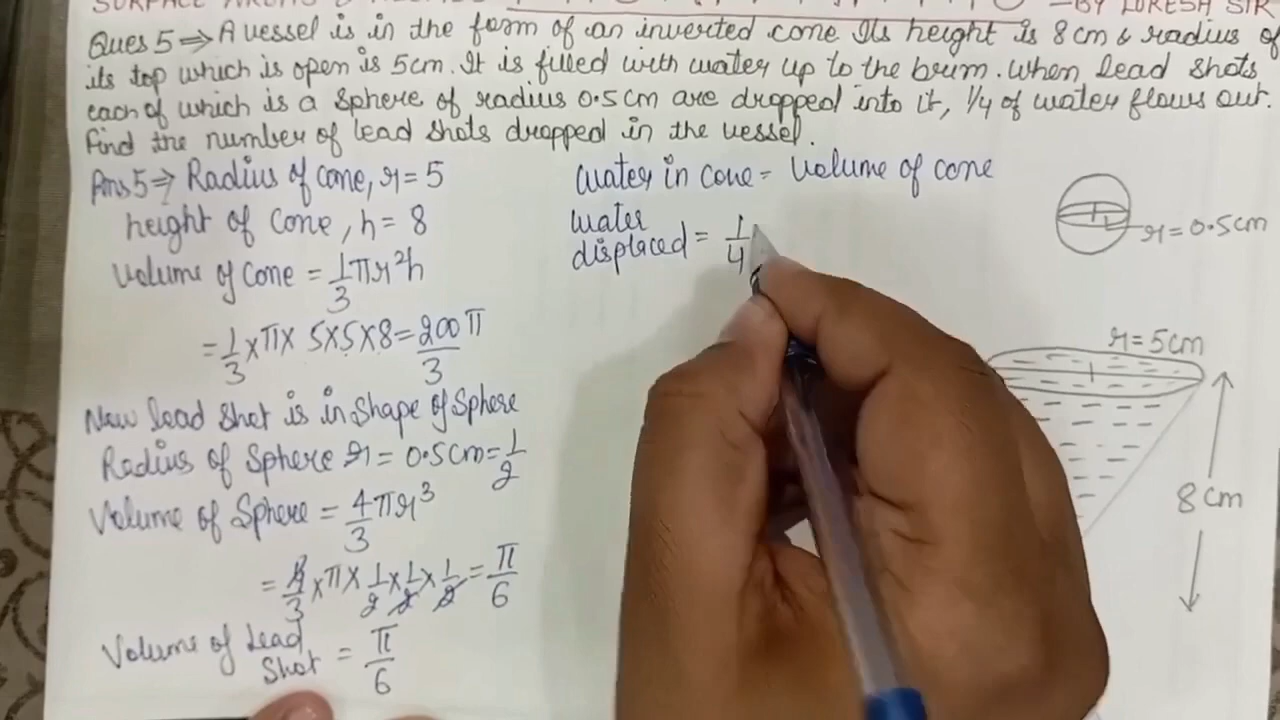 —BY LOKESH SIR
Ques 5 ⇒ A vessel is in the form of an inverted cone Its height is 8 cm & radius of
its top which is open is 5cm. It is filled with water up to the brim. When lead shots
each of which is a sphere of radius 0.5 cm are dropped into it, 1/4 of water flows out.
Find the number of lead shots dropped in the vessel.
Ans 5 ⇒ Radius of cone, r = 5
height of cone, h = 8
Volume of cone = 1/3 πr²h
= 1/3 × π × 5×5×8 = 200/3 π
Now lead shot is in Shape of Sphere
Radius of Sphere r = 0.5cm = 1/2
Volume of Sphere = 4/3 πr³
= 4/3 × π × 1/2 × 1/2 × 1/2 = π/6
Volume of Lead Shot = π/6
Water in cone = Volume of cone
Water displaced = 1/4
r = 0.5cm
r = 5cm
8 cm